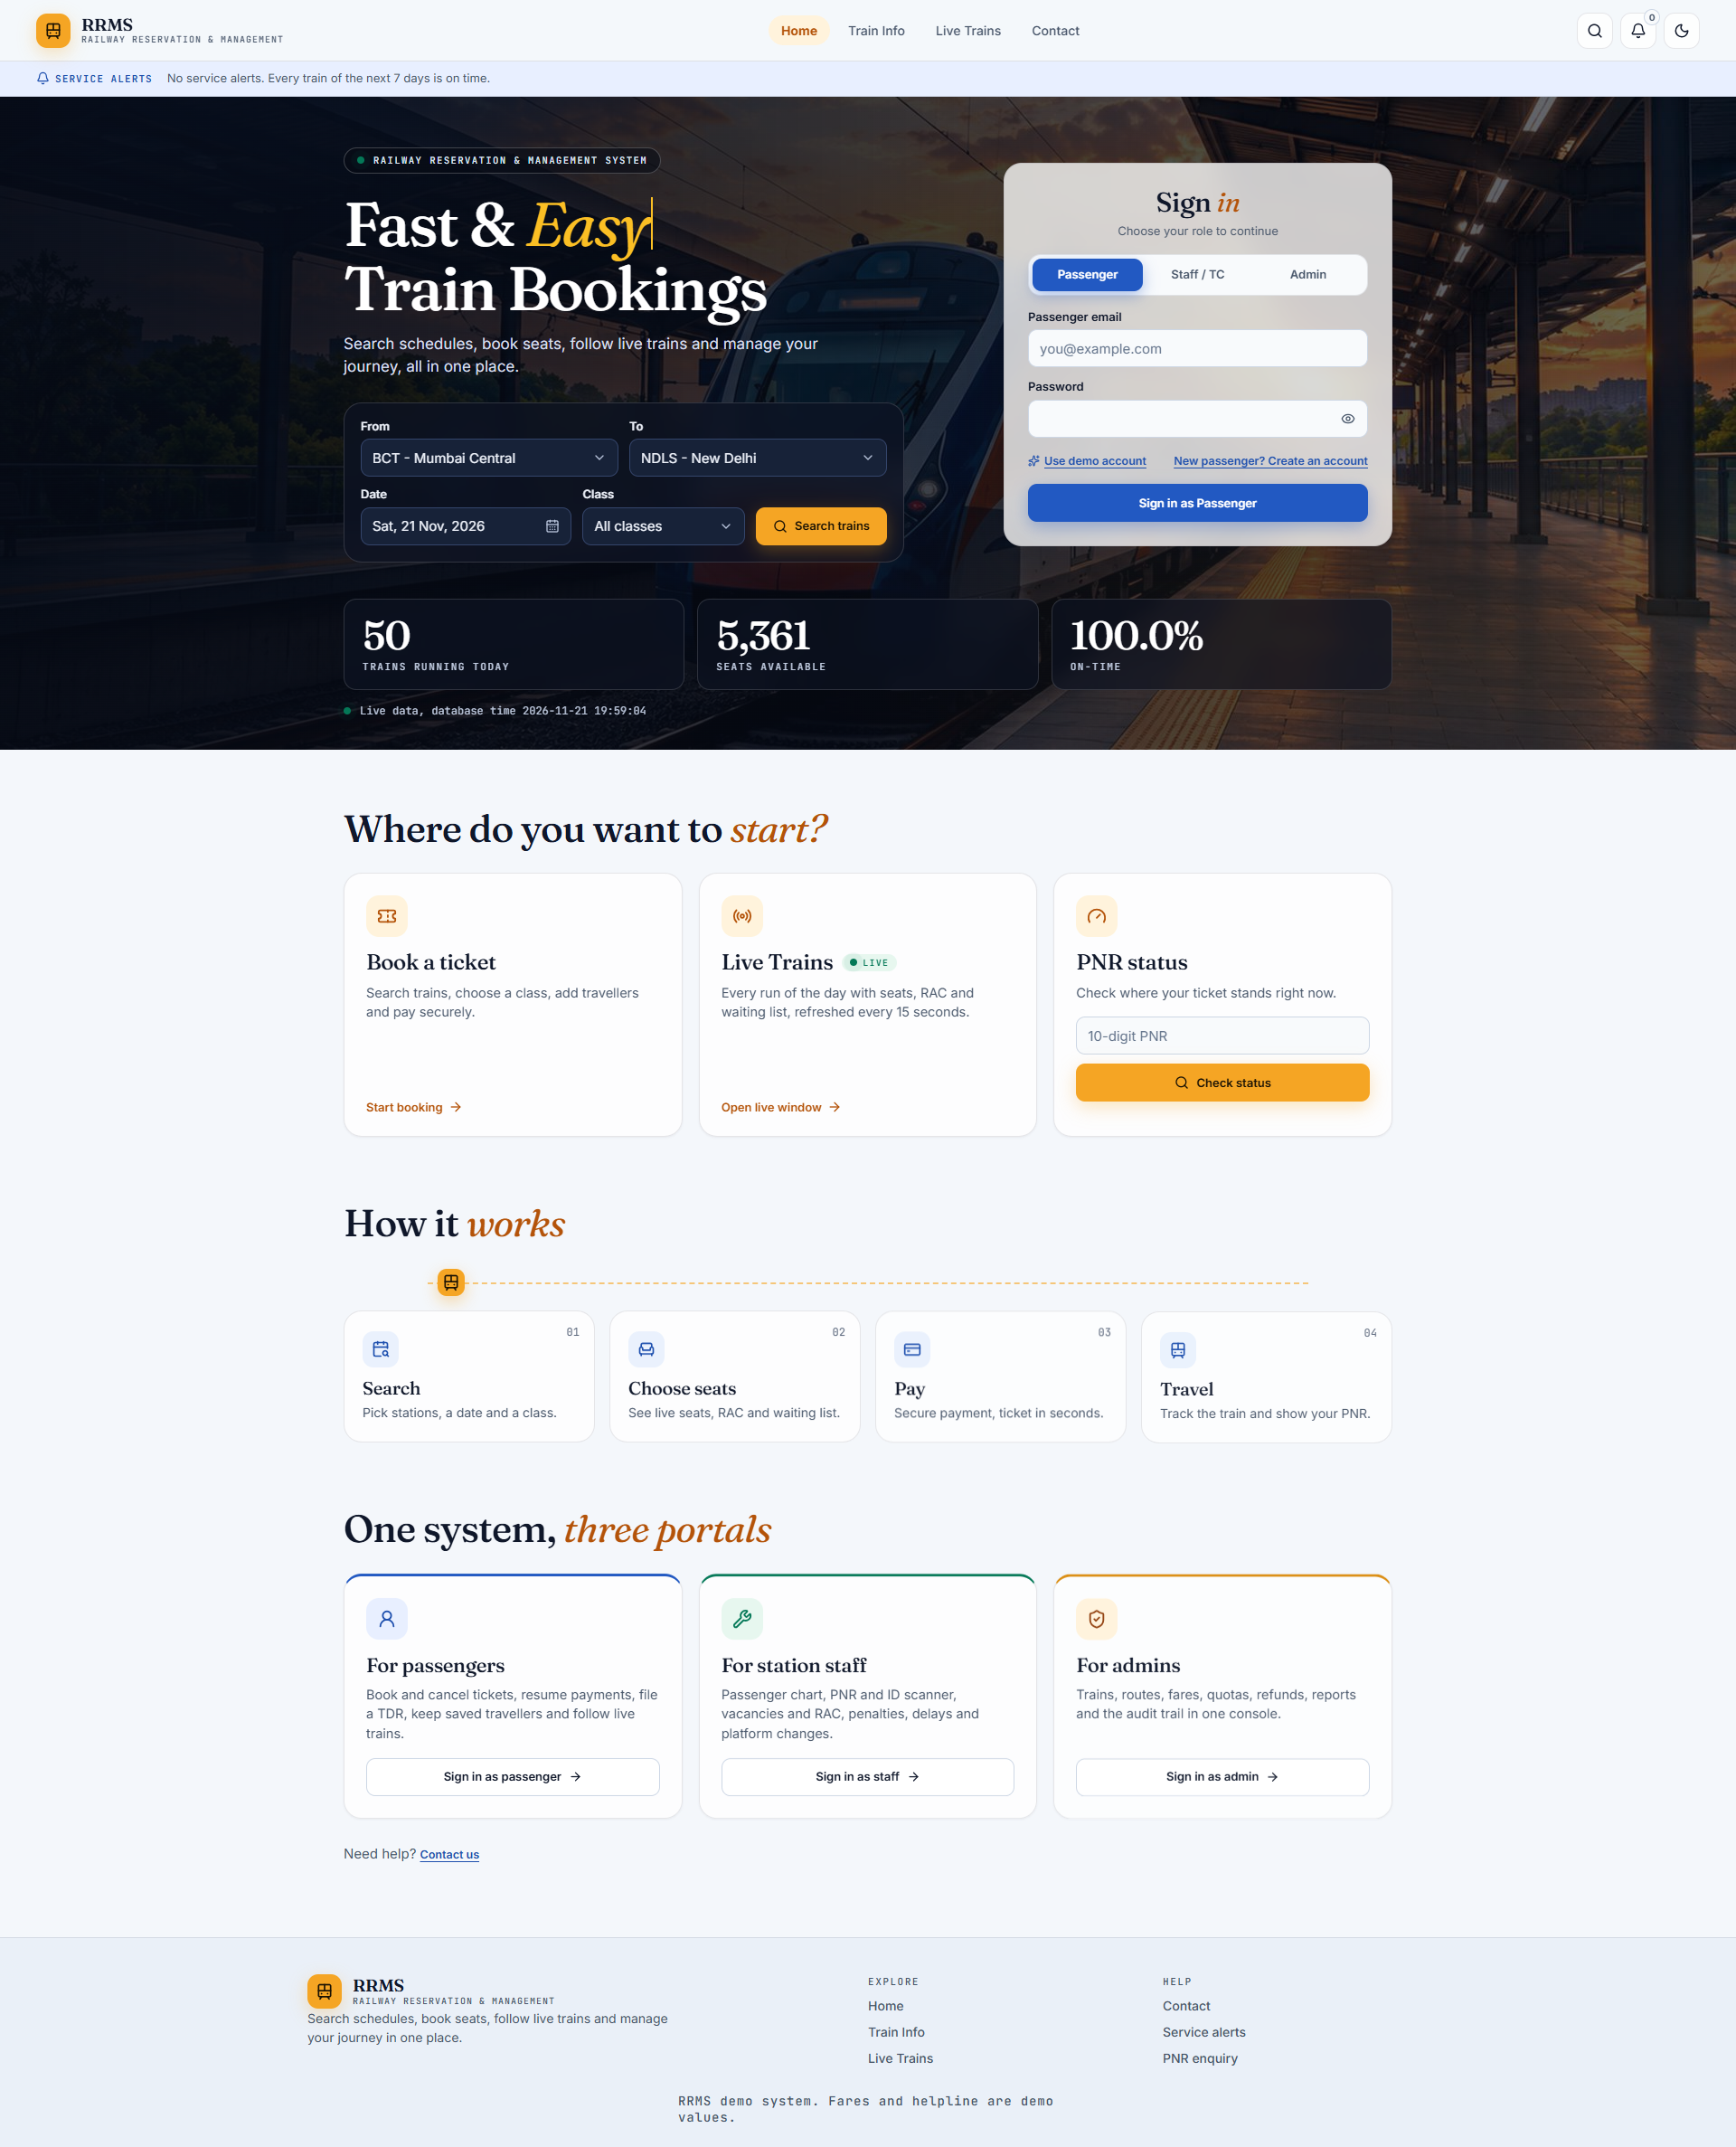 RRMS
RAILWAY RESERVATION & MANAGEMENT
Home
Train Info
Live Trains
Contact
0
SERVICE ALERTS
No service alerts. Every train of the next 7 days is on time.
RAILWAY RESERVATION & MANAGEMENT SYSTEM
Fast & Easy
Train Bookings
Search schedules, book seats, follow live trains and manage your
journey, all in one place.
From
To
BCT - Mumbai Central
NDLS - New Delhi
Date
Class
Sat, 21 Nov, 2026
All classes
Search trains
Sign in
Choose your role to continue
Passenger
Staff / TC
Admin
Passenger email
you@example.com
Password
Use demo account
New passenger? Create an account
Sign in as Passenger
50
TRAINS RUNNING TODAY
5,361
SEATS AVAILABLE
100.0%
ON-TIME
Live data, database time 2026-11-21 19:59:04
Where do you want to start?
Book a ticket
Search trains, choose a class, add travellers
and pay securely.
Start booking
Live Trains
LIVE
Every run of the day with seats, RAC and
waiting list, refreshed every 15 seconds.
Open live window
PNR status
Check where your ticket stands right now.
10-digit PNR
Check status
How it works
01
Search
Pick stations, a date and a class.
02
Choose seats
See live seats, RAC and waiting list.
03
Pay
Secure payment, ticket in seconds.
04
Travel
Track the train and show your PNR.
One system, three portals
For passengers
Book and cancel tickets, resume payments, file
a TDR, keep saved travellers and follow live
trains.
Sign in as passenger
For station staff
Passenger chart, PNR and ID scanner,
vacancies and RAC, penalties, delays and
platform changes.
Sign in as staff
For admins
Trains, routes, fares, quotas, refunds, reports
and the audit trail in one console.
Sign in as admin
Need help? Contact us
RRMS
RAILWAY RESERVATION & MANAGEMENT
Search schedules, book seats, follow live trains and manage
your journey in one place.
EXPLORE
Home
Train Info
Live Trains
HELP
Contact
Service alerts
PNR enquiry
RRMS demo system. Fares and helpline are demo
values.